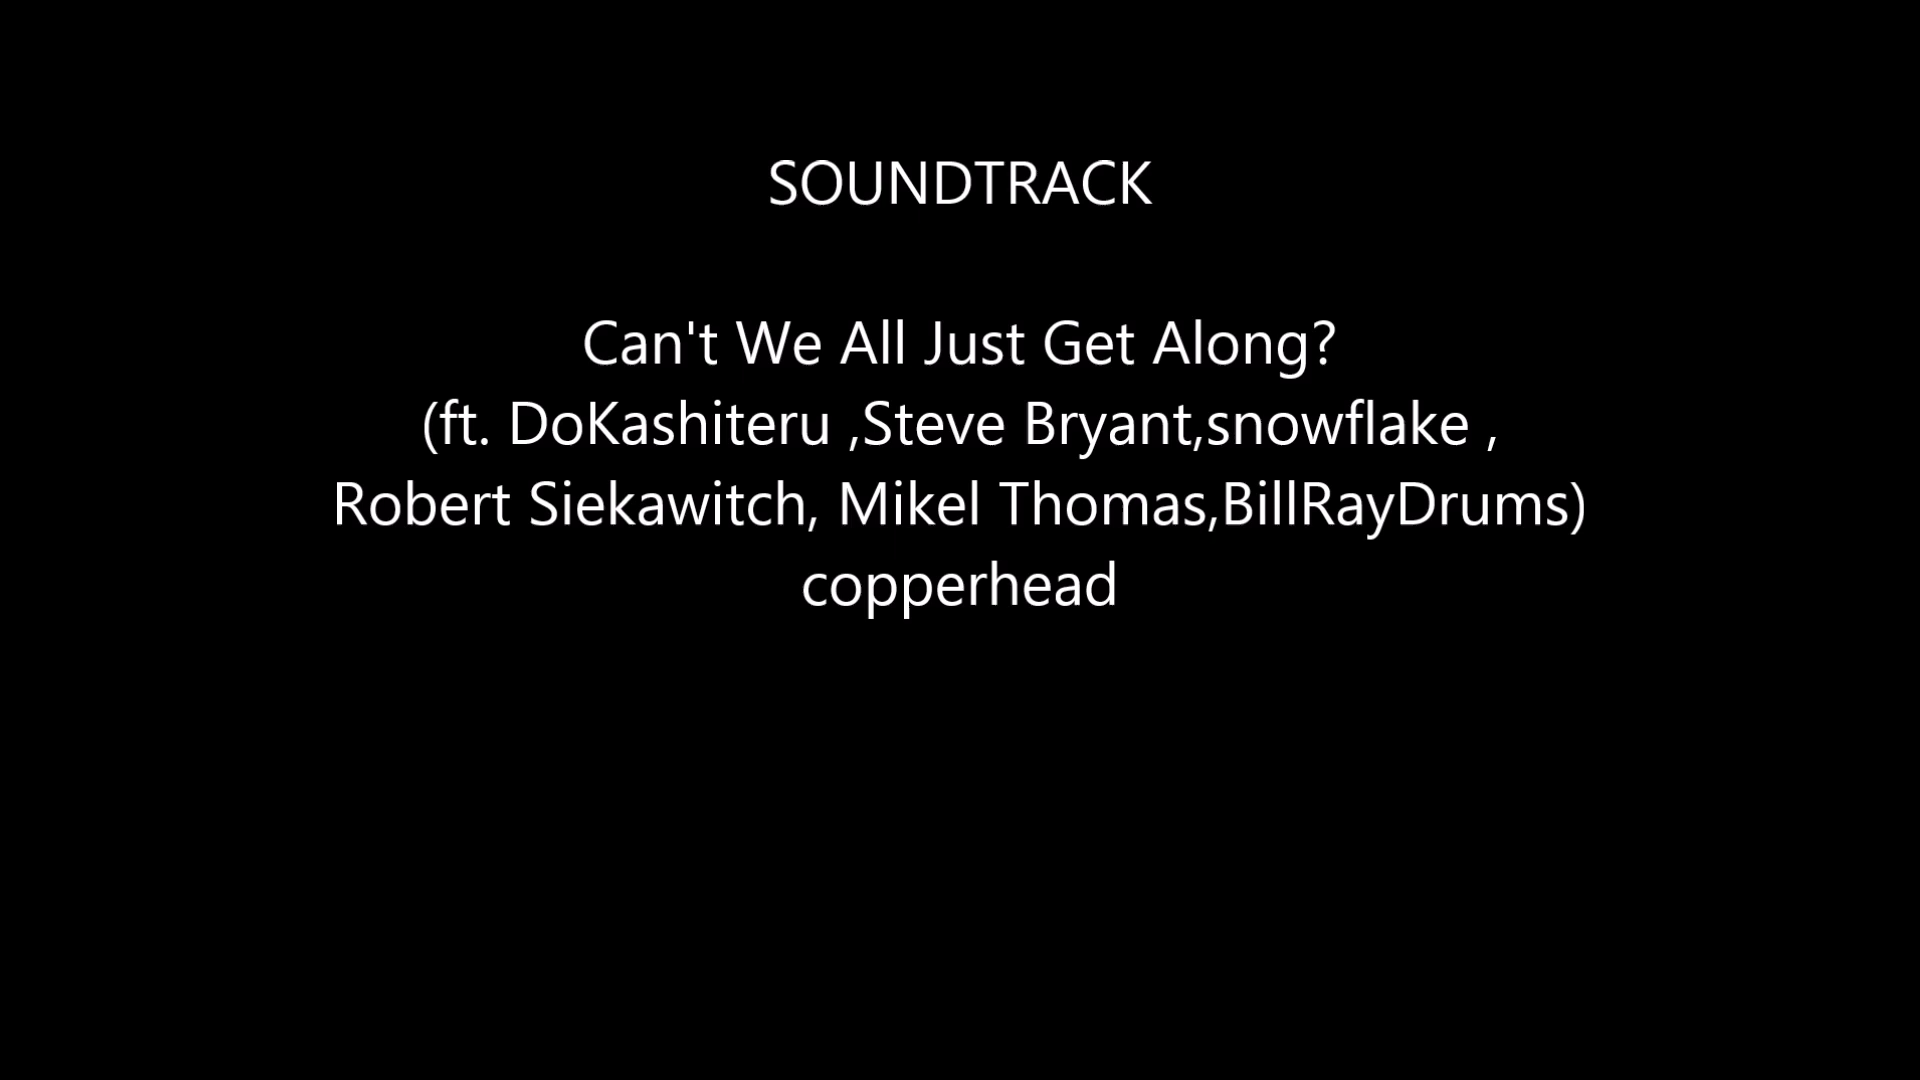 SOUNDTRACK
Can't We All Just Get Along?
(ft. DoKashiteru ,Steve Bryant,snowflake ,
Robert Siekawitch, Mikel Thomas,BillRayDrums)
copperhead